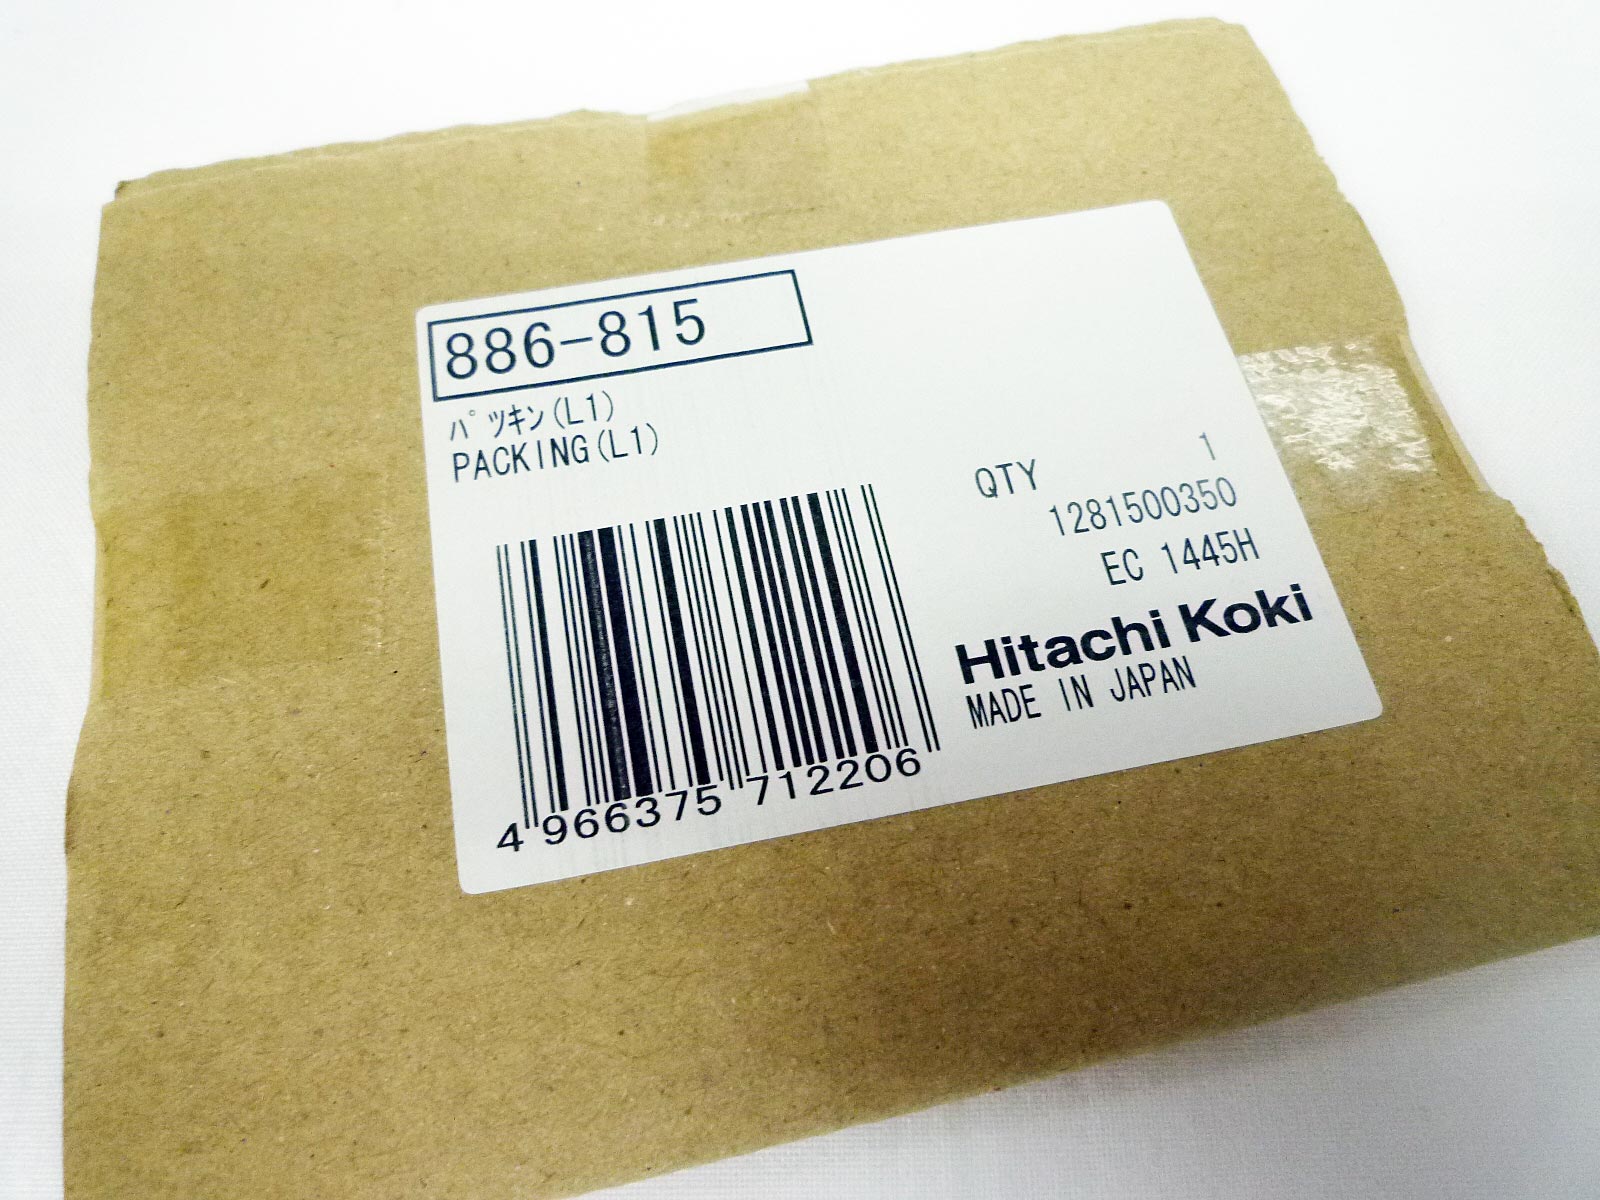 886-815
ﾊﾟﾂｷﾝ(L1)
PACKING(L1)
QTY 1
1281500350
EC 1445H
Hitachi Koki
MADE IN JAPAN
4 966375 712206